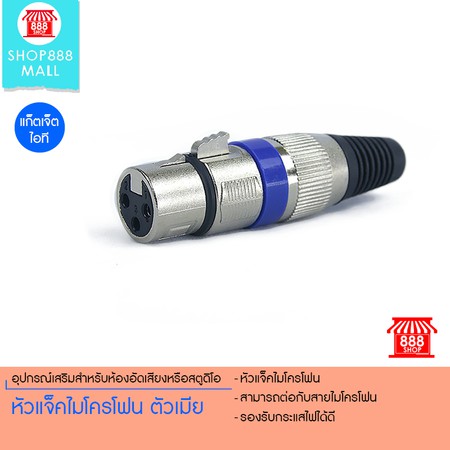 888
SHOP
SHOP888
MALL
แก็ดเจ็ต
ไอที
888
SHOP
อุปกรณ์เสริมสำหรับห้องอัดเสียงหรือสตูดิโอ
หัวแจ็คไมโครโฟน ตัวเมีย
- หัวแจ็คไมโครโฟน
- สามารถต่อกับสายไมโครโฟน
- รองรับกระแสไฟได้ดี